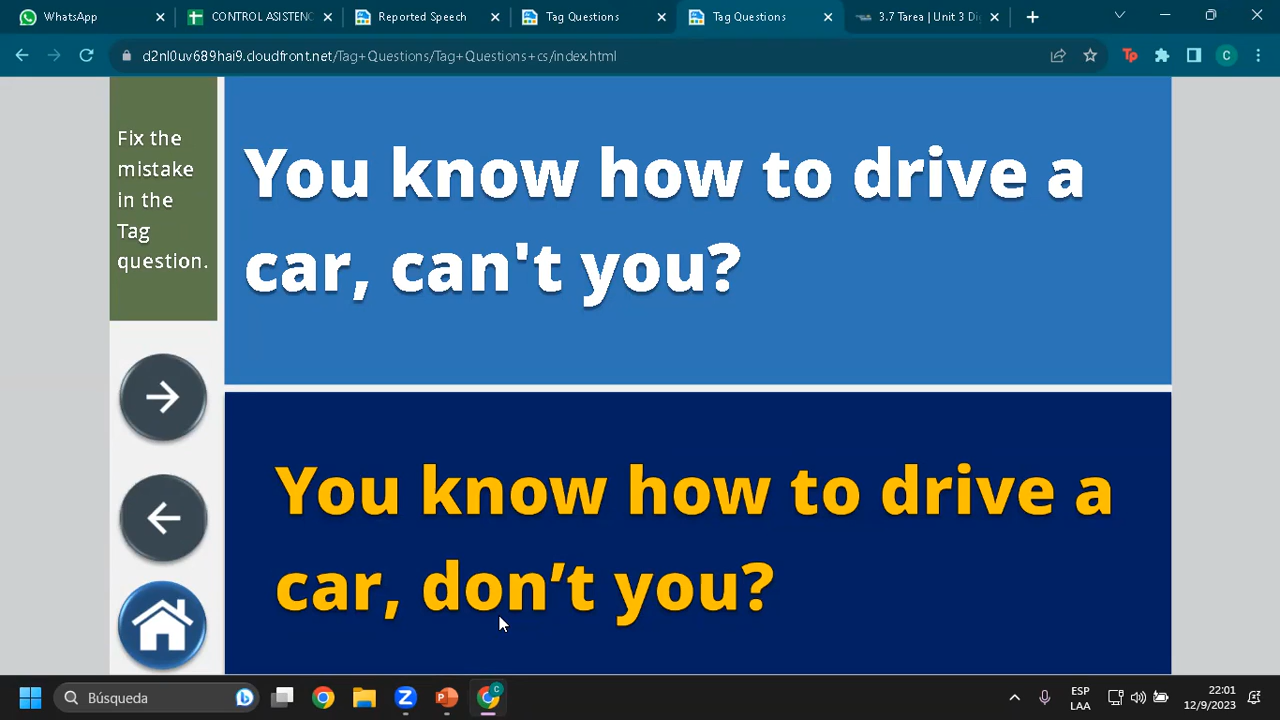 WhatsApp
CONTROL ASISTENC
Reported Speech
Tag Questions
Tag Questions
3.7 Tarea | Unit 3 Di
d2nl0uv689hai9.cloudfront.net/Tag+Questions/Tag+Questions+cs/index.html
Fix the
mistake
in the
Tag
question.
You know how to drive a
car, can't you?
You know how to drive a
car, don’t you?
Búsqueda
ESP
LAA
22:01
12/9/2023